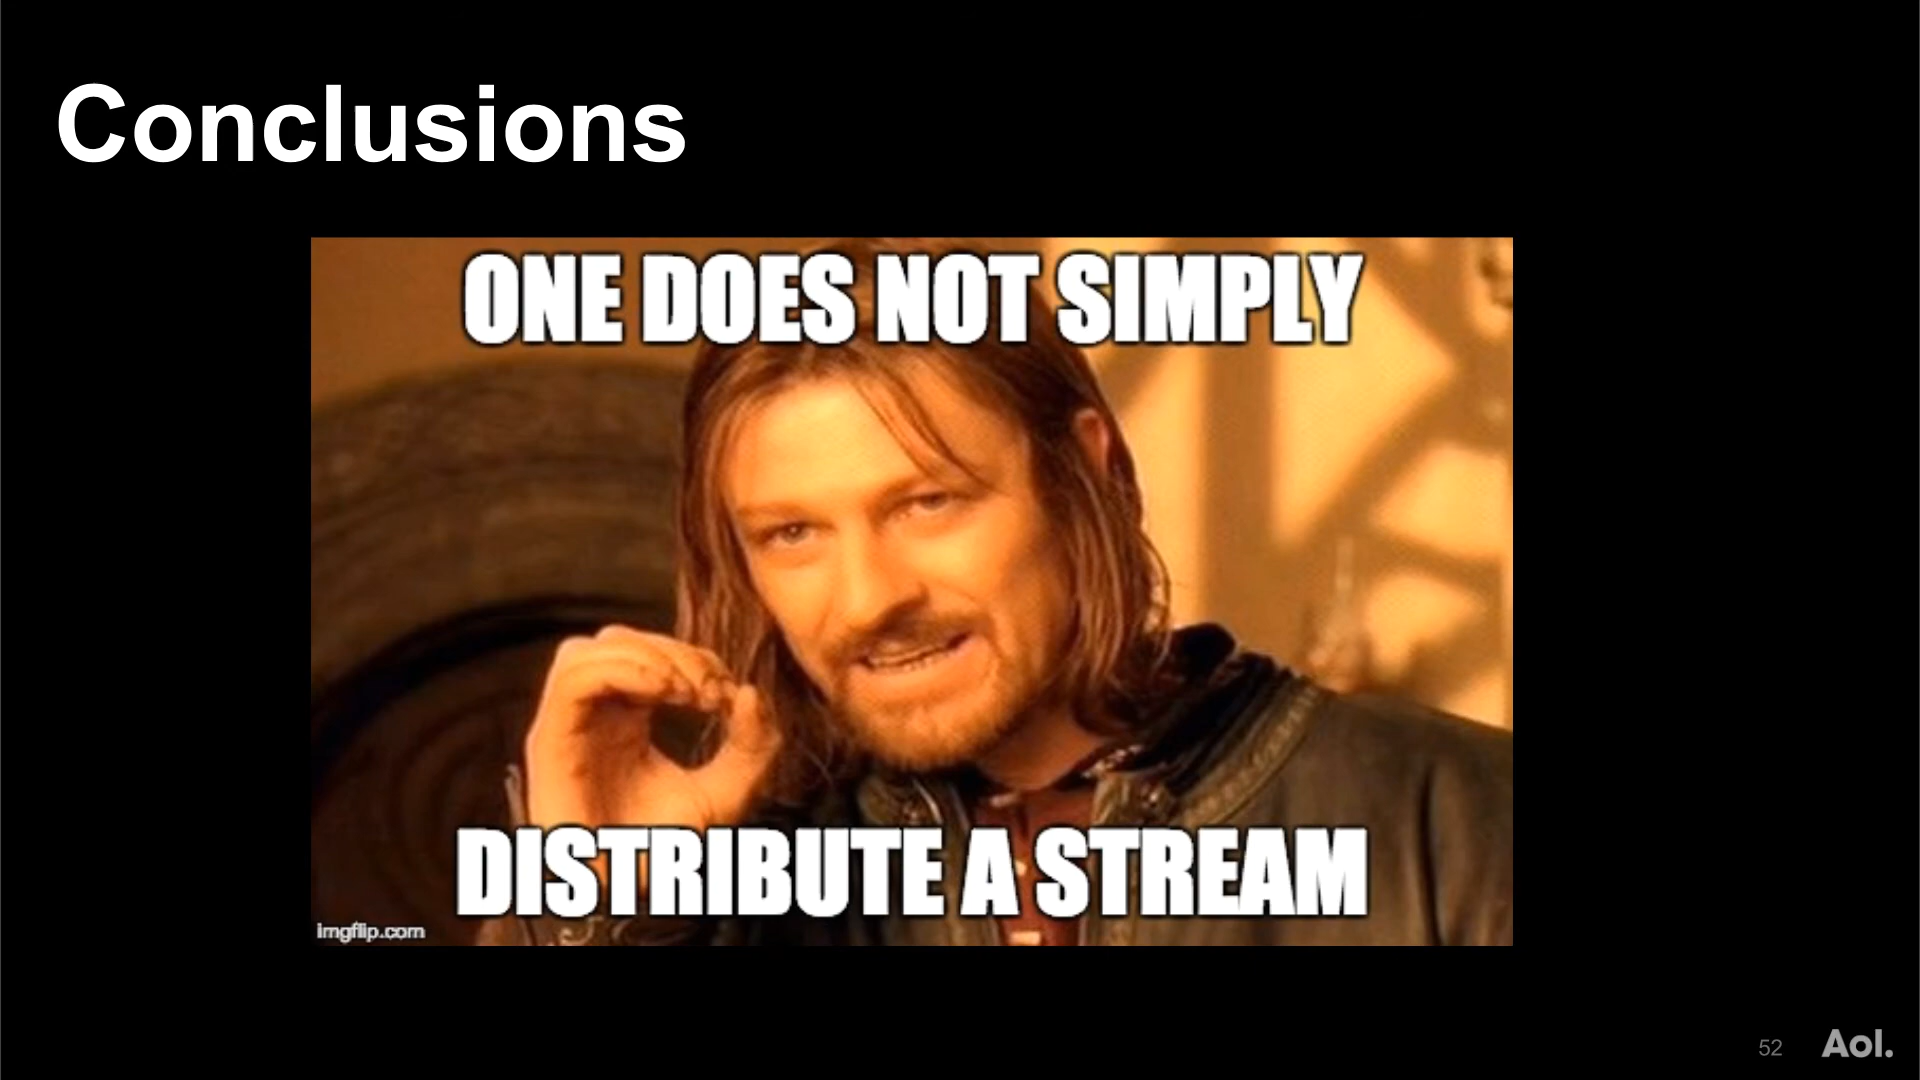 Conclusions
ONE DOES NOT SIMPLY
DISTRIBUTE A STREAM
imgflip.com
52
Aol.